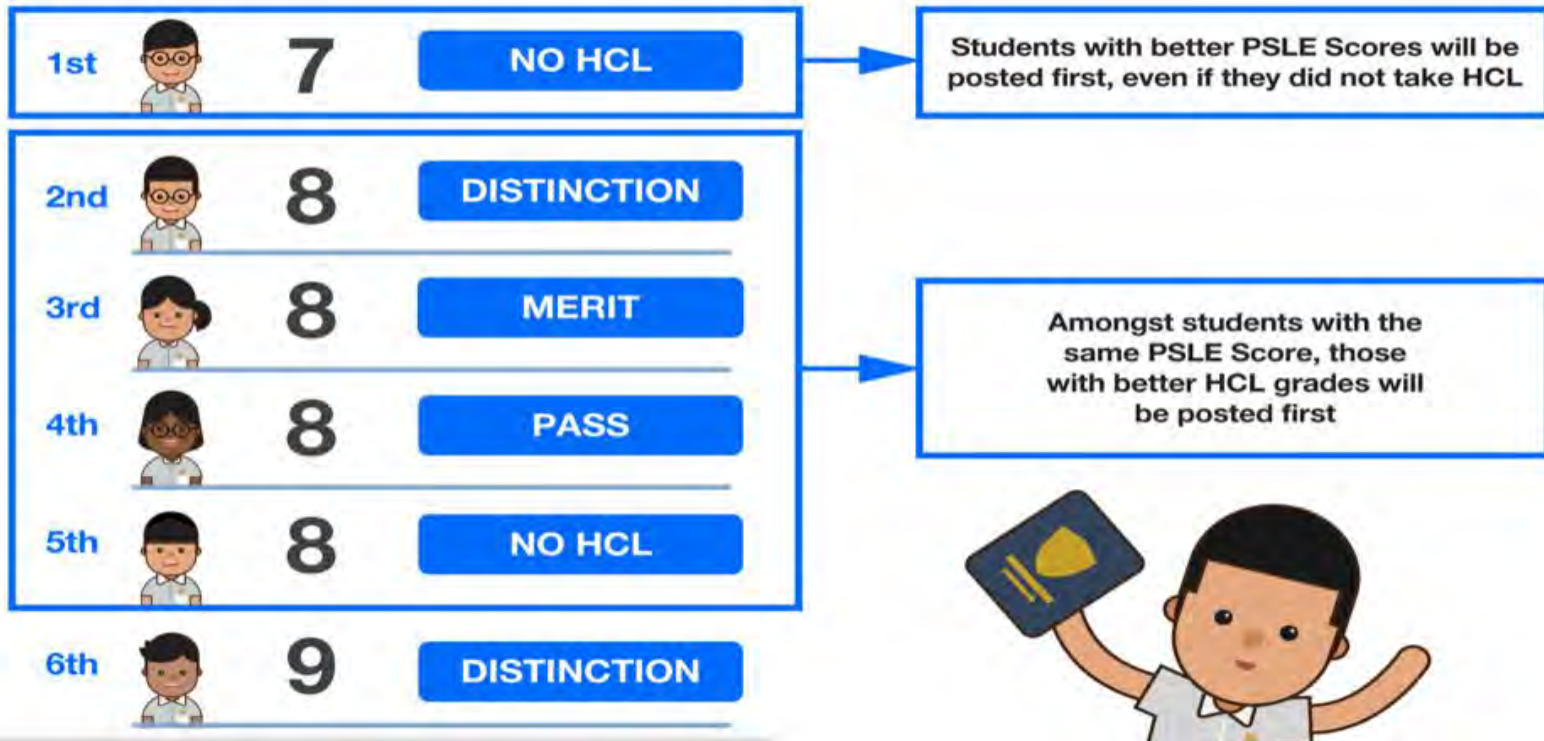 1st 7 NO HCL
Students with better PSLE Scores will be
posted first, even if they did not take HCL
2nd 8 DISTINCTION
3rd 8 MERIT
4th 8 PASS
5th 8 NO HCL
Amongst students with the
same PSLE Score, those
with better HCL grades will
be posted first
6th 9 DISTINCTION